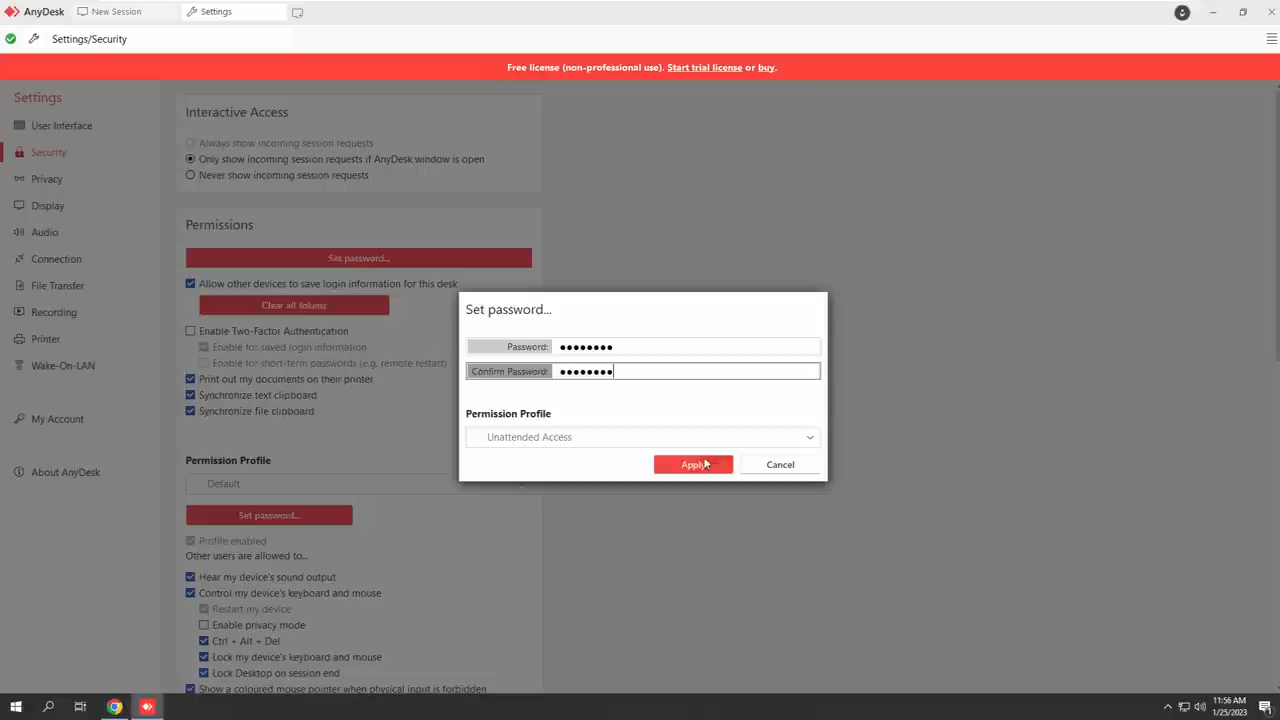 AnyDesk New Session Settings
Settings/Security
Free license (non-professional use). Start trial license or buy.
Settings
User Interface
Security
Privacy
Display
Audio
Connection
File Transfer
Recording
Printer
Wake-On-LAN
My Account
About AnyDesk
Interactive Access
Always show incoming session requests
Only show incoming session requests if AnyDesk window is open
Never show incoming session requests
Permissions
Set password...
Allow other devices to save login information for this desk
Clear all tokens
Enable Two-Factor Authentication
Enable for saved login information
Enable for short-term passwords (e.g. remote restart)
Print out my documents on their printer
Synchronize text clipboard
Synchronize file clipboard
Permission Profile
Default
Set password...
Profile enabled
Other users are allowed to...
Hear my device's sound output
Control my device's keyboard and mouse
Restart my device
Enable privacy mode
Ctrl + Alt + Del
Lock my device's keyboard and mouse
Lock Desktop on session end
Show a coloured mouse pointer when physical input is forbidden
Set password...
Password: ●●●●●●●●
Confirm Password: ●●●●●●●●
Permission Profile
Unattended Access
Apply Cancel
11:56 AM
1/25/2023